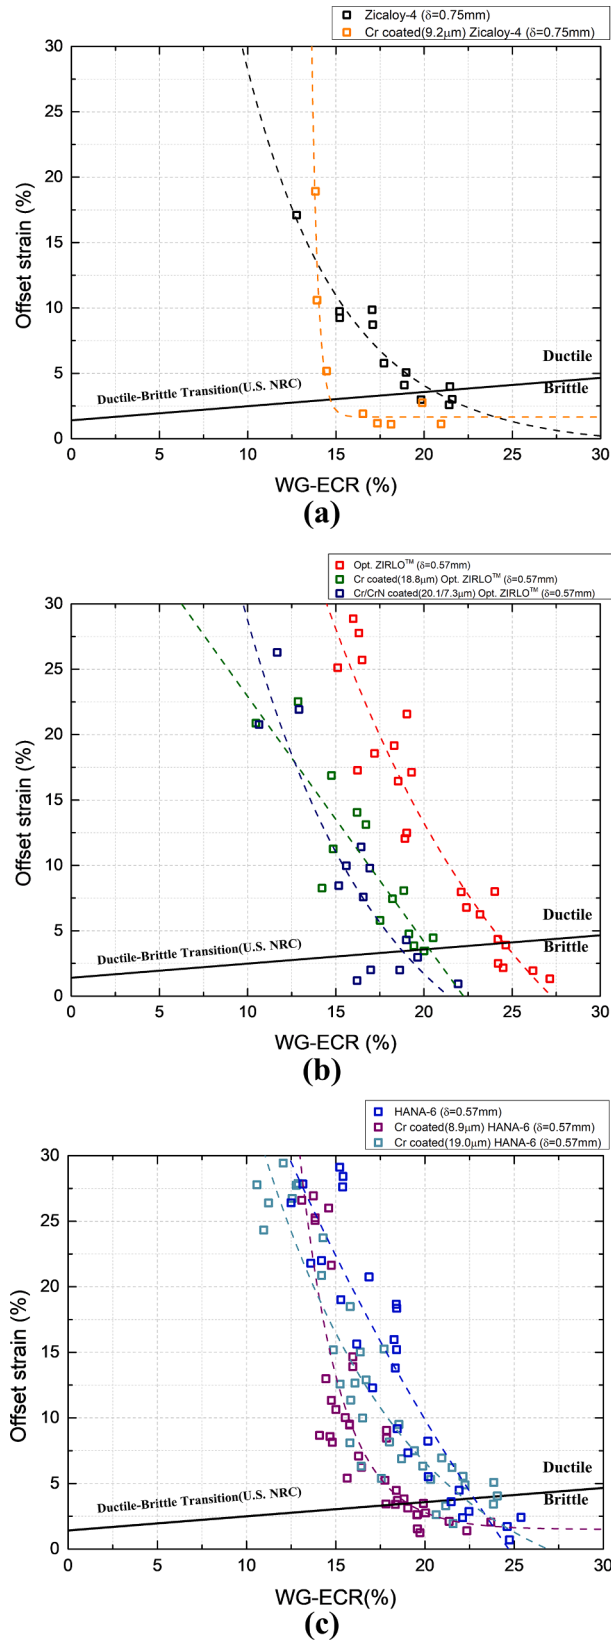 Zicaloy-4 (δ=0.75mm)
Cr coated(9.2μm) Zicaloy-4 (δ=0.75mm)
30
25
20
15
10
5
0
Offset strain (%)
Ductile
Brittle
Ductile-Brittle Transition(U.S. NRC)
0 5 10 15 20 25 30
WG-ECR (%)
(a)
Opt. ZIRLO™ (δ=0.57mm)
Cr coated(18.8μm) Opt. ZIRLO™ (δ=0.57mm)
Cr/CrN coated(20.1/7.3μm) Opt. ZIRLO™ (δ=0.57mm)
30
25
20
15
10
5
0
Offset strain (%)
Ductile
Brittle
Ductile-Brittle Transition(U.S. NRC)
0 5 10 15 20 25 30
WG-ECR (%)
(b)
HANA-6 (δ=0.57mm)
Cr coated(8.9μm) HANA-6 (δ=0.57mm)
Cr coated(19.0μm) HANA-6 (δ=0.57mm)
30
25
20
15
10
5
0
Offset strain (%)
Ductile
Brittle
Ductile-Brittle Transition(U.S. NRC)
0 5 10 15 20 25 30
WG-ECR(%)
(c)